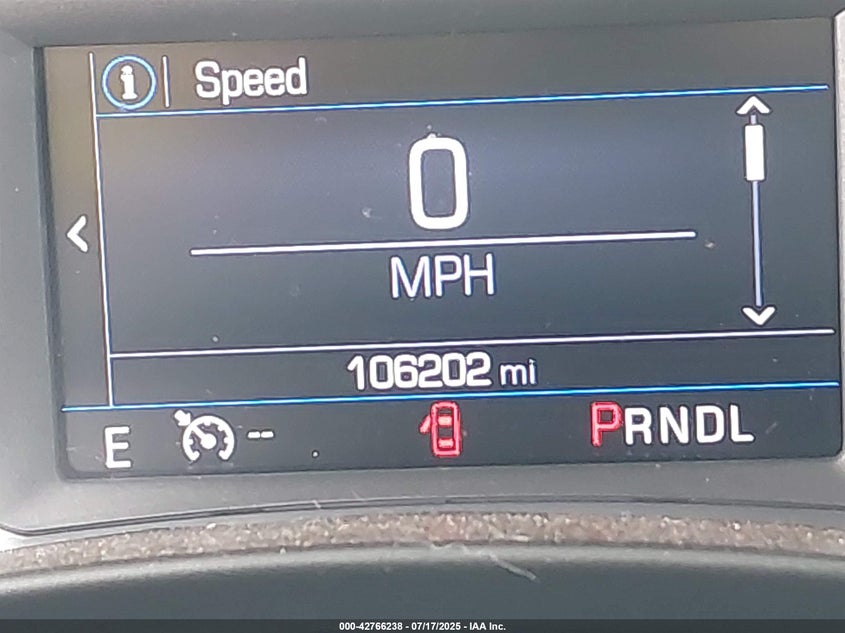 i Speed
0
MPH
106202 mi
E -- PRNDL
000-42766238 - 07/17/2025 - IAA Inc.